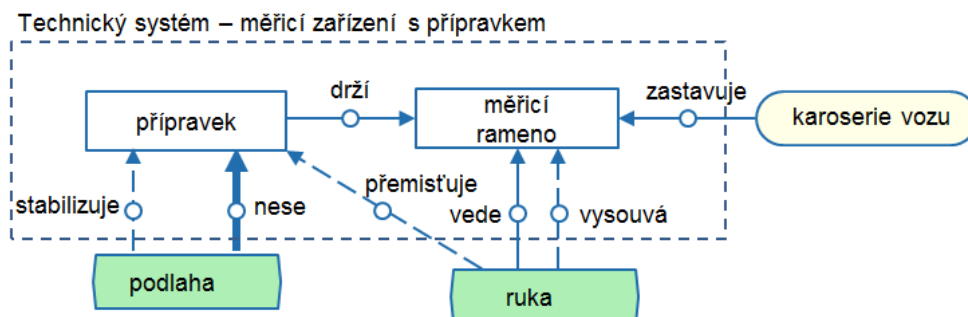 Technický systém – měřicí zařízení s přípravkem
drží
zastavuje
přípravek
měřicí
rameno
karoserie vozu
přemisťuje
stabilizuje
nese
vede
vysouvá
podlaha
ruka